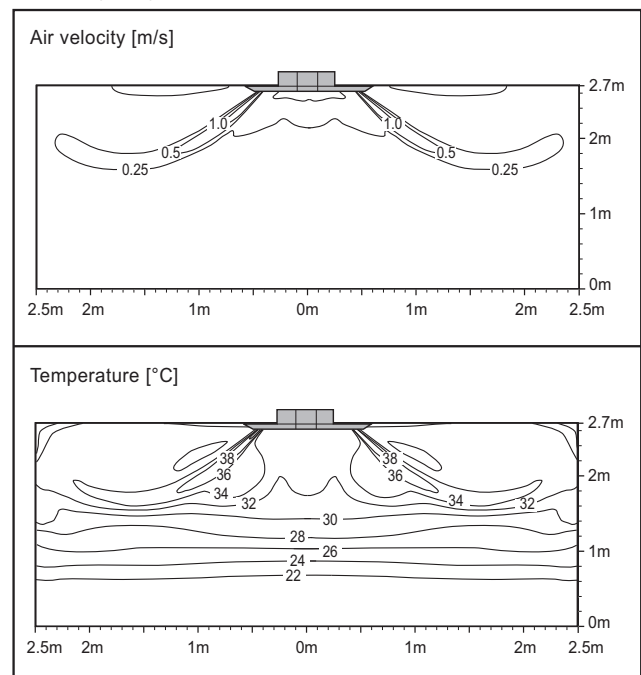 Air velocity [m/s]
2.7m
1.0 1.0
2m
0.5 0.5
0.25 0.25
1m
0m
2.5m 2m 1m 0m 1m 2m 2.5m
Temperature [°C]
2.7m
38 38
36 36
2m
34 34
32 32
30
28
26
1m
24
22
0m
2.5m 2m 1m 0m 1m 2m 2.5m